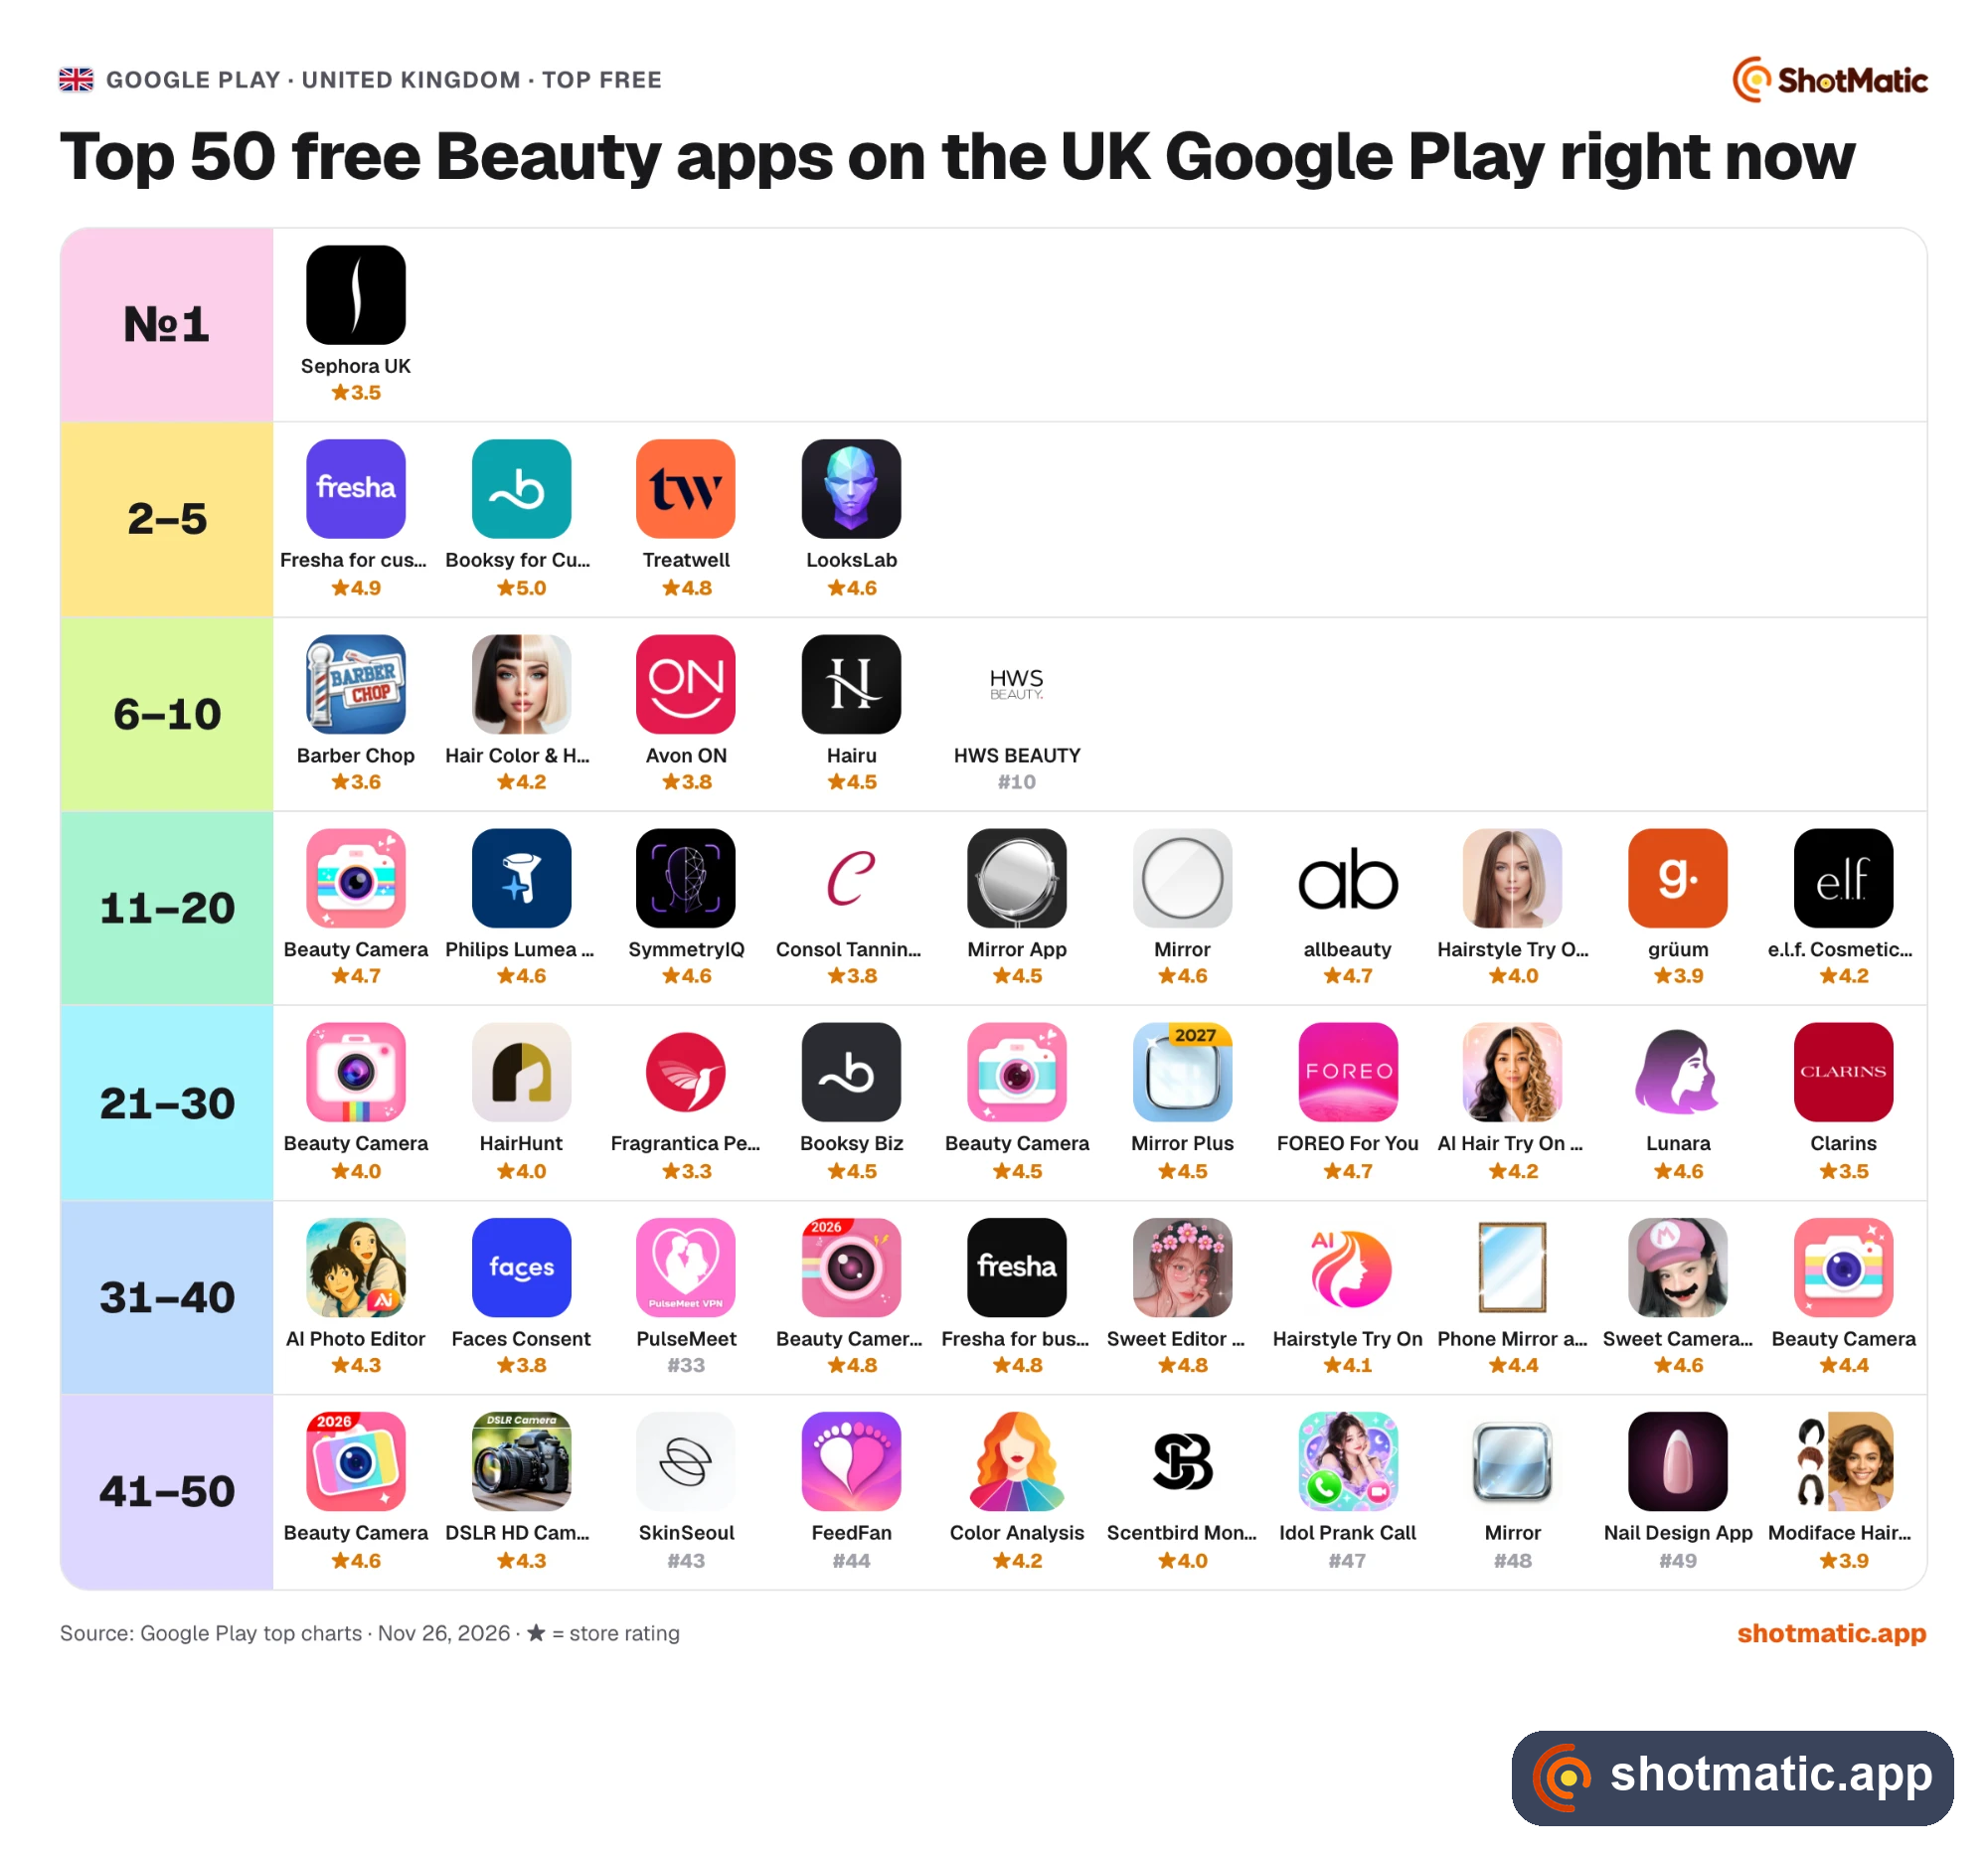 GOOGLE PLAY · UNITED KINGDOM · TOP FREE
ShotMatic
Top 50 free Beauty apps on the UK Google Play right now
№1
Sephora UK
★3.5
2–5
fresha
b
tw
Fresha for cus... Booksy for Cu... Treatwell LooksLab
★4.9 ★5.0 ★4.8 ★4.6
6–10
BARBER CHOP
ON
H
HWS BEAUTY.
Barber Chop Hair Color & H... Avon ON Hairu HWS BEAUTY
★3.6 ★4.2 ★3.8 ★4.5 #10
11–20
C
ab
g.
e.l.f.
Beauty Camera Philips Lumea ... SymmetryIQ Consol Tannin... Mirror App Mirror allbeauty Hairstyle Try O... grüum e.l.f. Cosmetic...
★4.7 ★4.6 ★4.6 ★3.8 ★4.5 ★4.6 ★4.7 ★4.0 ★3.9 ★4.2
21–30
b
2027
FOREO
CLARINS
Beauty Camera HairHunt Fragrantica Pe... Booksy Biz Beauty Camera Mirror Plus FOREO For You AI Hair Try On ... Lunara Clarins
★4.0 ★4.0 ★3.3 ★4.5 ★4.5 ★4.5 ★4.7 ★4.2 ★4.6 ★3.5
31–40
Ai
faces
PulseMeet VPN
2026
fresha
AI
M
AI Photo Editor Faces Consent PulseMeet Beauty Camer... Fresha for bus... Sweet Editor ... Hairstyle Try On Phone Mirror a... Sweet Camera... Beauty Camera
★4.3 ★3.8 #33 ★4.8 ★4.8 ★4.8 ★4.1 ★4.4 ★4.6 ★4.4
41–50
2026
DSLR Camera
SB
Beauty Camera DSLR HD Cam... SkinSeoul FeedFan Color Analysis Scentbird Mon... Idol Prank Call Mirror Nail Design App Modiface Hair...
★4.6 ★4.3 #43 #44 ★4.2 ★4.0 #47 #48 #49 ★3.9
Source: Google Play top charts · Nov 26, 2026 · ★ = store rating
shotmatic.app
shotmatic.app